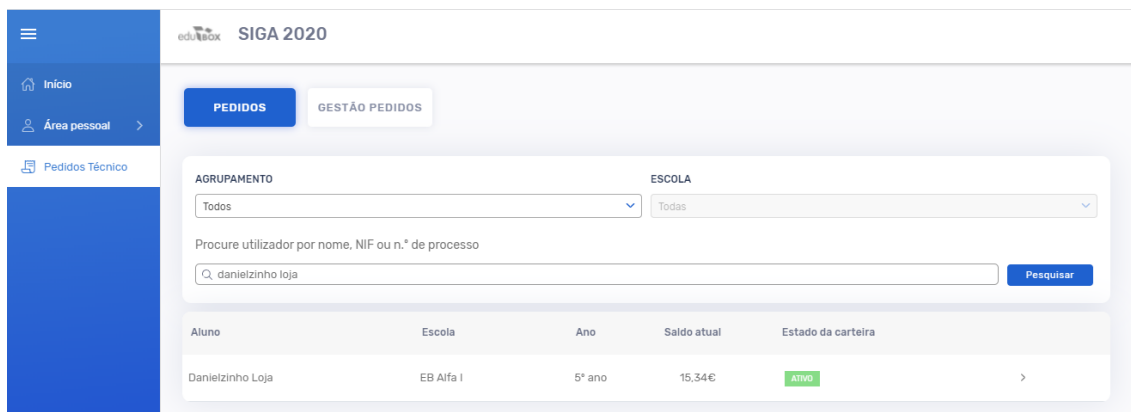 edubox SIGA 2020
Início
Área pessoal
Pedidos Técnico
PEDIDOS GESTÃO PEDIDOS
AGRUPAMENTO ESCOLA
Todos Todas
Procure utilizador por nome, NIF ou n.º de processo
danielzinho loja Pesquisar
Aluno Escola Ano Saldo atual Estado da carteira
Danielzinho Loja EB Alfa I 5º ano 15,34€ ATIVO